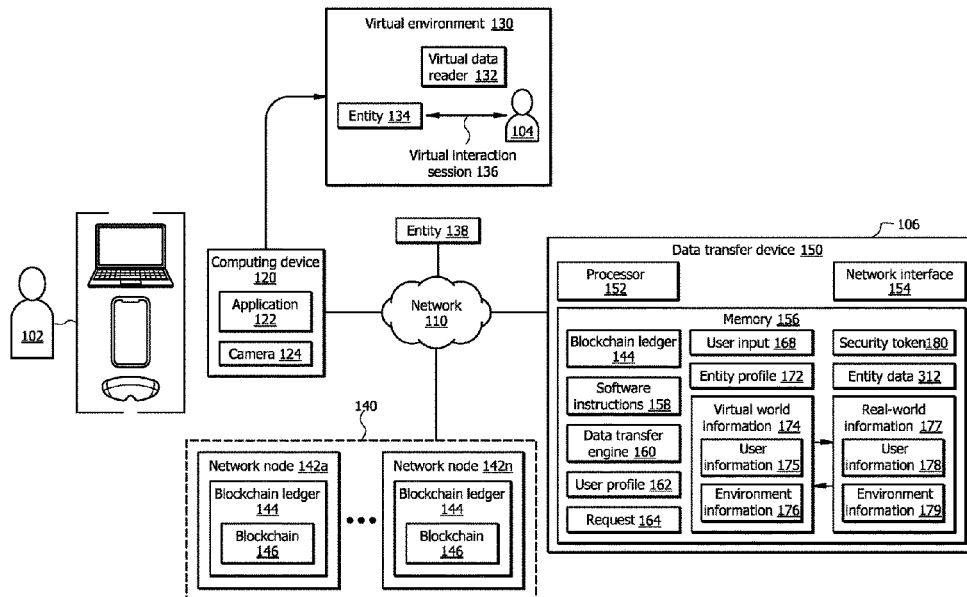 Virtual environment 130
Virtual data
reader 132
Entity 134
104
Virtual interaction
session 136
102
Computing device
120
Application
122
Camera 124
Entity 138
Network
110
140
Network node 142a
Blockchain ledger
144
Blockchain
146
Network node 142n
Blockchain ledger
144
Blockchain
146
106
Data transfer device 150
Processor
152
Network interface
154
Memory 156
Blockchain ledger
144
Software
instructions 158
Data transfer
engine 160
User profile 162
Request 164
User input 168
Entity profile 172
Virtual world
information 174
User
information 175
Environment
information 176
Security token180
Entity data 312
Real-world
information 177
User
information 178
Environment
information 179